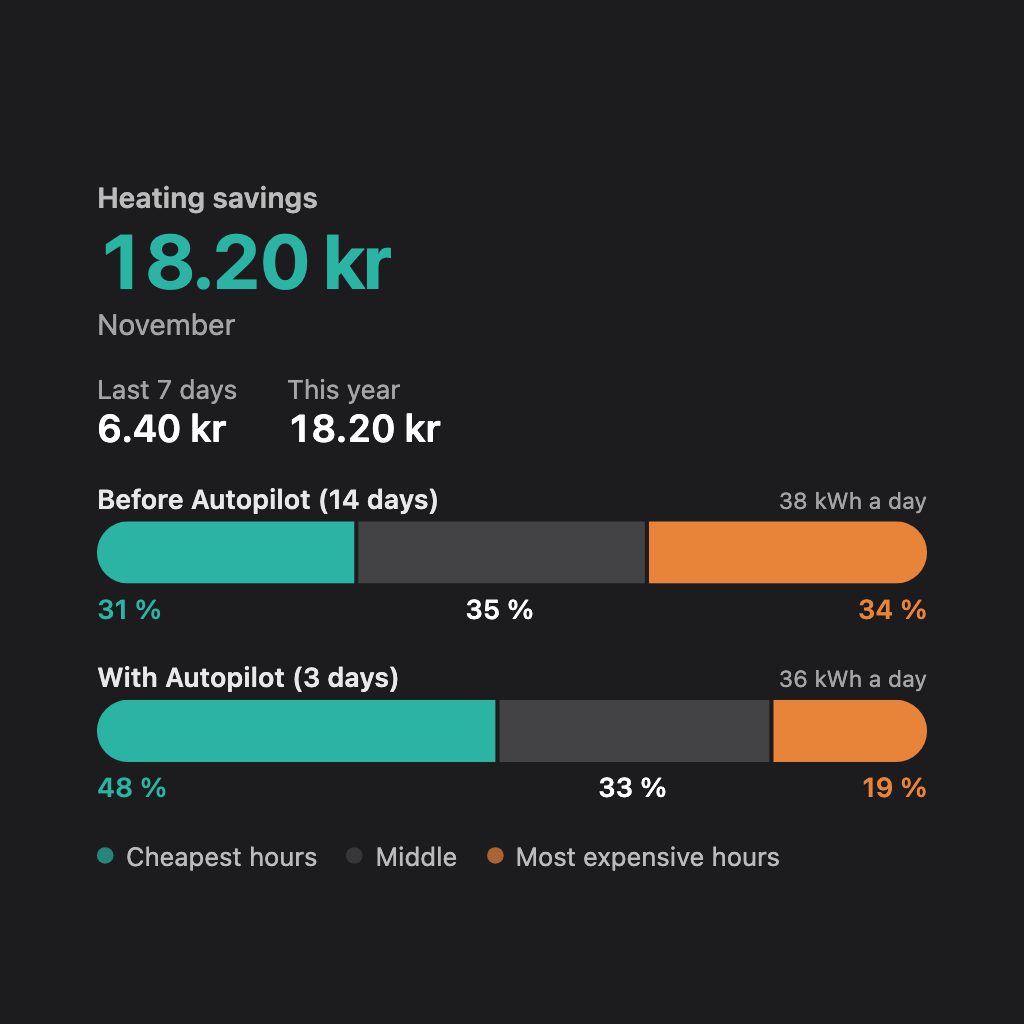 Heating savings
18.20 kr
November
Last 7 days This year
6.40 kr 18.20 kr
Before Autopilot (14 days) 38 kWh a day
31 % 35 % 34 %
With Autopilot (3 days) 36 kWh a day
48 % 33 % 19 %
Cheapest hours Middle Most expensive hours